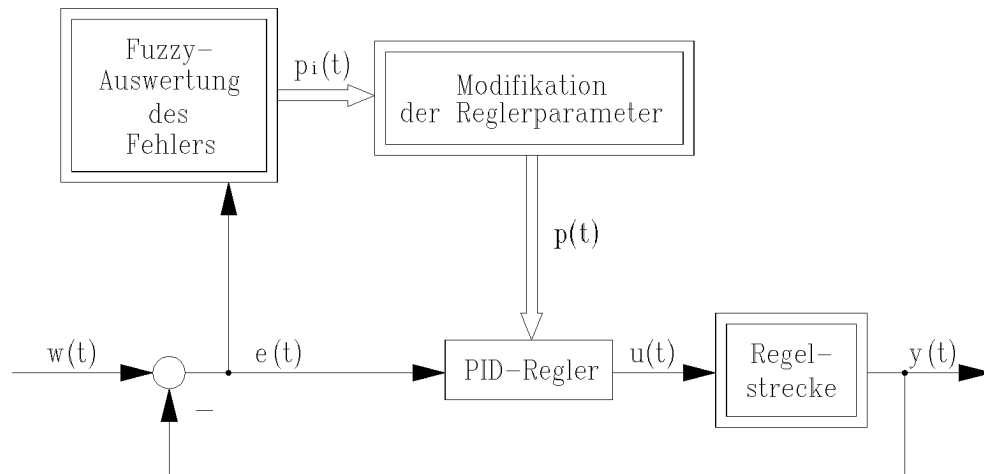 Fuzzy-
Auswertung
des
Fehlers
pi(t)
Modifikation
der Reglerparameter
p(t)
w(t)
e(t)
PID-Regler
u(t)
Regel-
strecke
y(t)
-